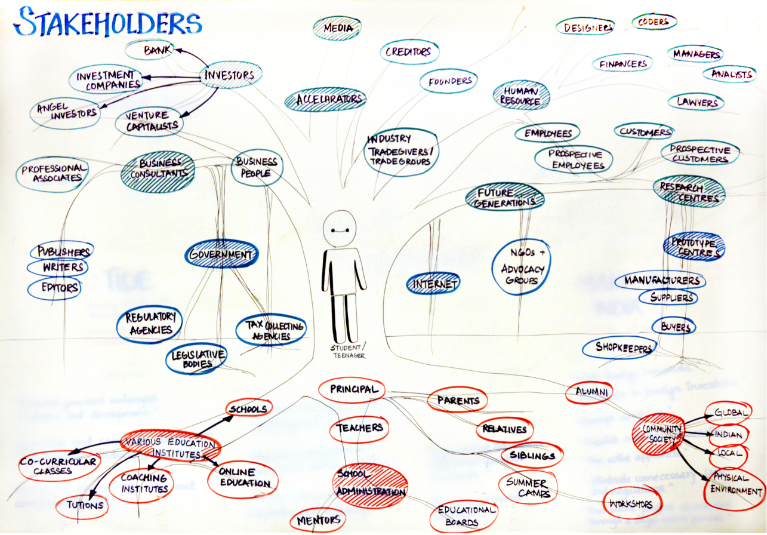 STAKEHOLDERS
MEDIA
DESIGNERS
CODERS
BANK
CREDITORS
MANAGERS
FINANCERS
ANALYSTS
INVESTORS
INVESTMENT
COMPANIES
FOUNDERS
ACCELARATORS
HUMAN
RESOURCE
LAWYERS
ANGEL
INVESTORS
VENTURE
CAPITALISTS
INDUSTRY
TRADEGIVERS/
TRADEGROUPS
EMPLOYEES
CUSTOMERS
PROSPECTIVE
EMPLOYEES
PROSPECTIVE
CUSTOMERS
PROFESSIONAL
ASSOCIATES
BUSINESS
CONSULTANTS
BUSINESS
PEOPLE
FUTURE
GENERATIONS
RESEARCH
CENTRES
PUBLISHERS
WRITERS
EDITORS
GOVERNMENT
NGOs +
ADVOCACY
GROUPS
INTERNET
PROTOTYPE
CENTRES
MANUFACTURERS
SUPPLIERS
REGULATORY
AGENCIES
TAX COLLECTING
AGENCIES
LEGISLATIVE
BODIES
BUYERS
SHOPKEEPERS
STUDENT/
TEENAGER
PRINCIPAL
PARENTS
ALUMNI
SCHOOLS
TEACHERS
RELATIVES
COMMUNITY
SOCIETY
GLOBAL
INDIAN
LOCAL
PHYSICAL
ENVIRONMENT
VARIOUS EDUCATION
INSTITUTES
SIBLINGS
CO-CURRICULAR
CLASSES
COACHING
INSTITUTES
ONLINE
EDUCATION
SCHOOL
ADMINISTRATION
SUMMER
CAMPS
TUTIONS
WORKSHOPS
MENTORS
EDUCATIONAL
BOARDS